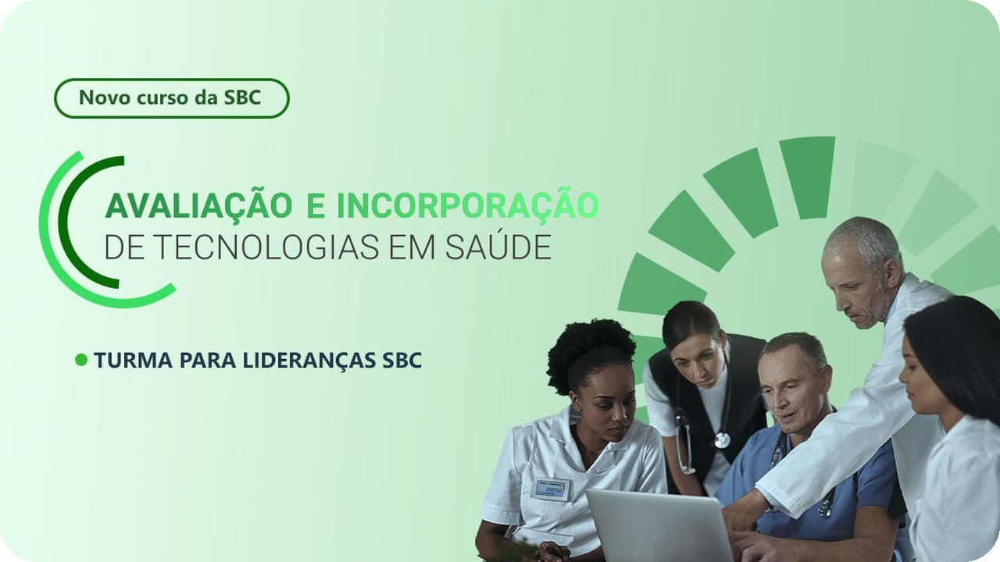 Novo curso da SBC
AVALIAÇÃO E INCORPORAÇÃO
DE TECNOLOGIAS EM SAÚDE
TURMA PARA LIDERANÇAS SBC